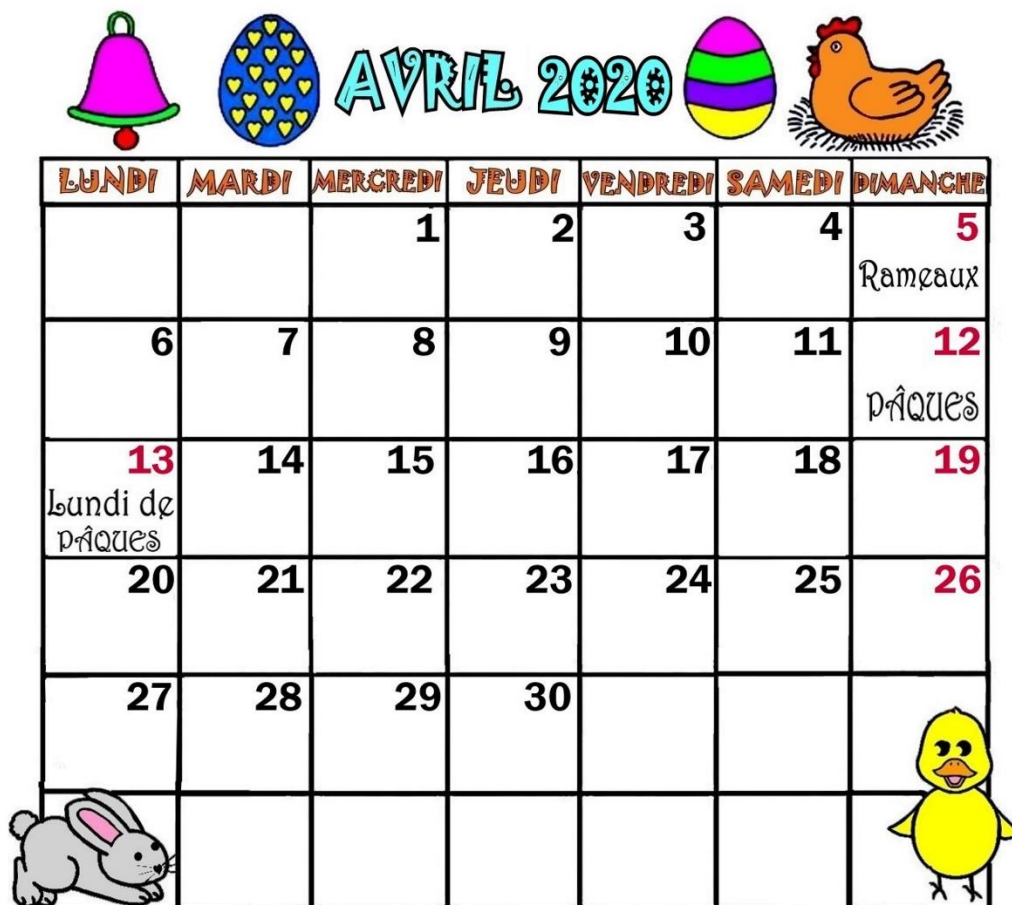 AVRIL 2020
LUNDI MARDI MERCREDI JEUDI VENDREDI SAMEDI DIMANCHE
1 2 3 4 5
Rameaux
6 7 8 9 10 11 12
PÂQUES
13 14 15 16 17 18 19
Lundi de
PÂQUES
20 21 22 23 24 25 26
27 28 29 30